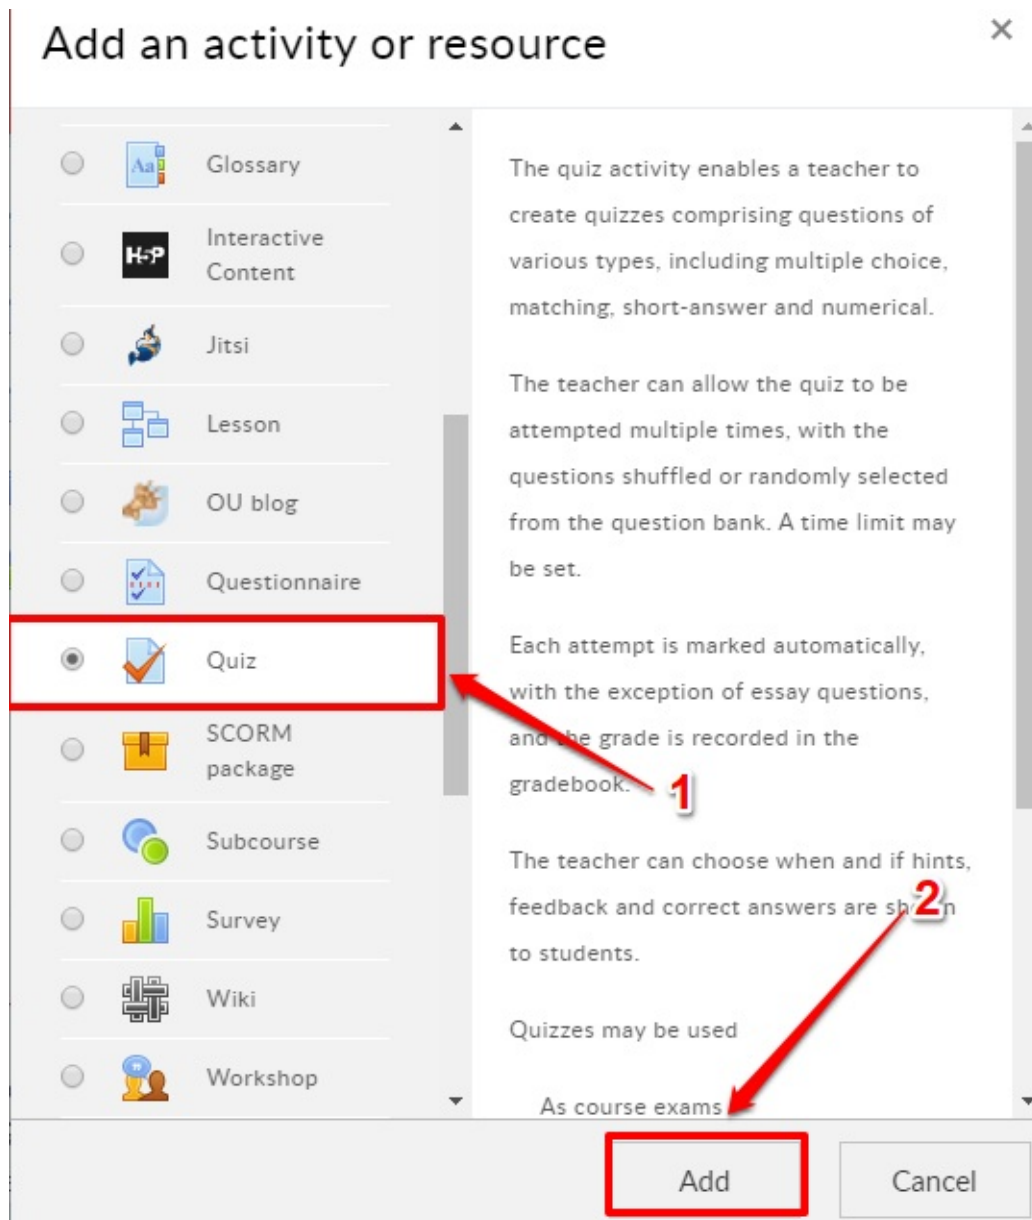 Add an activity or resource
×
Aa
Glossary
H-P
Interactive
Content
Jitsi
Lesson
OU blog
Questionnaire
Quiz
SCORM
package
Subcourse
Survey
Wiki
Workshop
The quiz activity enables a teacher to
create quizzes comprising questions of
various types, including multiple choice,
matching, short-answer and numerical.
The teacher can allow the quiz to be
attempted multiple times, with the
questions shuffled or randomly selected
from the question bank. A time limit may
be set.
Each attempt is marked automatically,
with the exception of essay questions,
and the grade is recorded in the
gradebook.
1
The teacher can choose when and if hints,
feedback and correct answers are shown
2
to students.
Quizzes may be used
As course exams
Add
Cancel